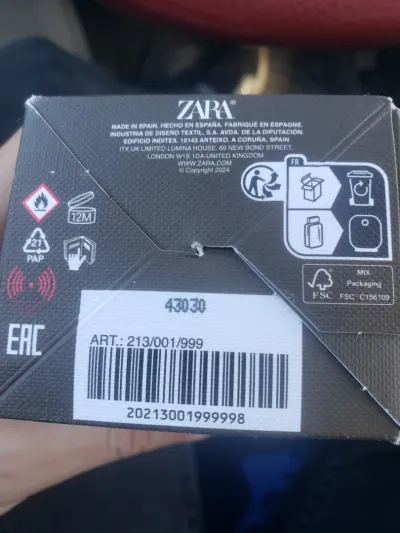 ZARA®
MADE IN SPAIN. HECHO EN ESPAÑA. FABRIQUE EN ESPAGNE.
INDUSTRIA DE DISEÑO TEXTIL, S.A. AVDA. DE LA DIPUTACIÓN,
EDIFICIO INDITEX, 15143 ARTEIXO, A CORUÑA, SPAIN
ITX UK LIMITED LUMINA HOUSE, 89 NEW BOND STREET,
LONDON W1S 1DA-UNITED KINGDOM
WWW.ZARA.COM
© Copyright 2024
FR
12M
21
PAP
MIX
Packaging
FSC
FSC C156109
EAC
43030
ART.: 213/001/999
20213001999998